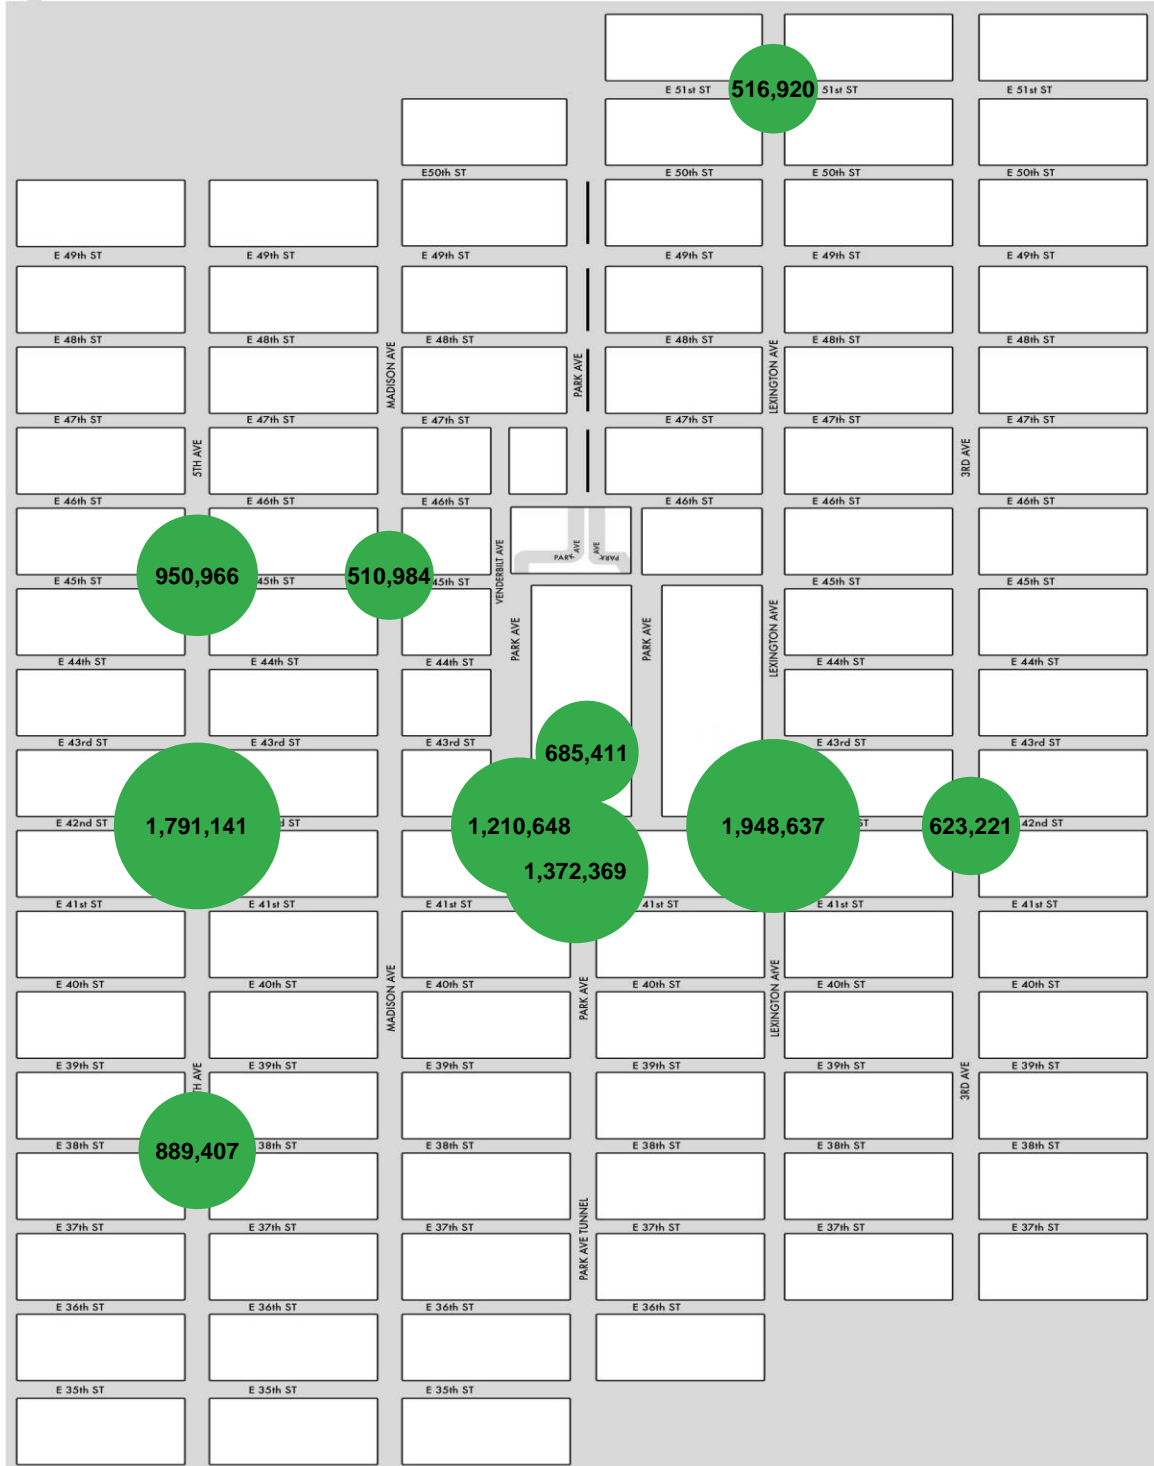 E 51st ST 516,920 51st ST E 51st ST
E50th ST E 50th ST E 50th ST E 50th ST
E 49th ST E 49th ST E 49th ST E 49th ST E 49th ST E 49th ST
E 48th ST E 48th ST E 48th ST E 48th ST E 48th ST E 48th ST
MADISON AVE
PARK AVE
LEXINGTON AVE
E 47th ST E 47th ST E 47th ST E 47th ST E 47th ST E 47th ST
5TH AVE
3RD AVE
E 46th ST E 46th ST E 46th ST E 46th ST E 46th ST E 46th ST
VENDERBILT AVE
PARK AVE
AVE PARK
950,966 510,984
E 45th ST 45th ST 45th ST E 45th ST E 45th ST
PARK AVE
PARK AVE
LEXINGTON AtVE
E 44th ST E 44th ST E 44th ST E 44th ST E 44th ST
E 43rd ST E 43rd ST E 43rd ST E 43rd ST E 43rd ST
685,411
E 42nd ST 1,791,141 d ST 1,210,648 1,948,637 ST 623,221 42nd ST
1,372,369
E 41st ST E 41st ST E 41st ST 41st ST E 41st ST E 41st ST
MADISON AVE
PARK AVE
LEXINGTON AtVE
E 40th ST E 40th ST E 40th ST E 40th ST E 40th ST E 40th ST
E 39th ST E 39th ST E 39th ST E 39th ST E 39th ST E 39th ST
H AVE
3RD AVE
E 38th ST 889,407 38th ST E 38th ST E 38th ST E 38th ST E 38th ST
PARK AVE TUNNEL
E 37th ST E 37th ST E 37th ST E 37th ST E 37th ST E 37th ST
E 36th ST E 36th ST E 36th ST E 36th ST
E 35th ST E 35th ST E 35th ST